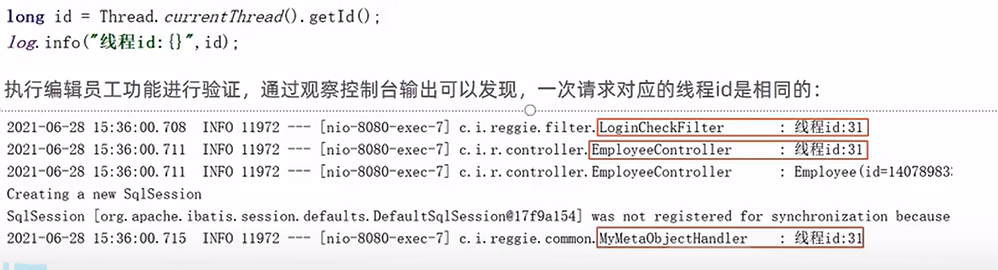 long id = Thread.currentThread().getId();
log.info("线程id:{}",id);
执行编辑员工功能进行验证，通过观察控制台输出可以发现，一次请求对应的线程id是相同的：
2021-06-28 15:36:00.708  INFO 11972 --- [nio-8080-exec-7] c.i.reggie.filter.LoginCheckFilter       : 线程id:31
2021-06-28 15:36:00.711  INFO 11972 --- [nio-8080-exec-7] c.i.r.controller.EmployeeController      : 线程id:31
2021-06-28 15:36:00.711  INFO 11972 --- [nio-8080-exec-7] c.i.r.controller.EmployeeController      : Employee(id=14078983
Creating a new SqlSession
SqlSession [org.apache.ibatis.session.defaults.DefaultSqlSession@17f9a154] was not registered for synchronization because
2021-06-28 15:36:00.715  INFO 11972 --- [nio-8080-exec-7] c.i.reggie.common.MyMetaObjectHandler    : 线程id:31